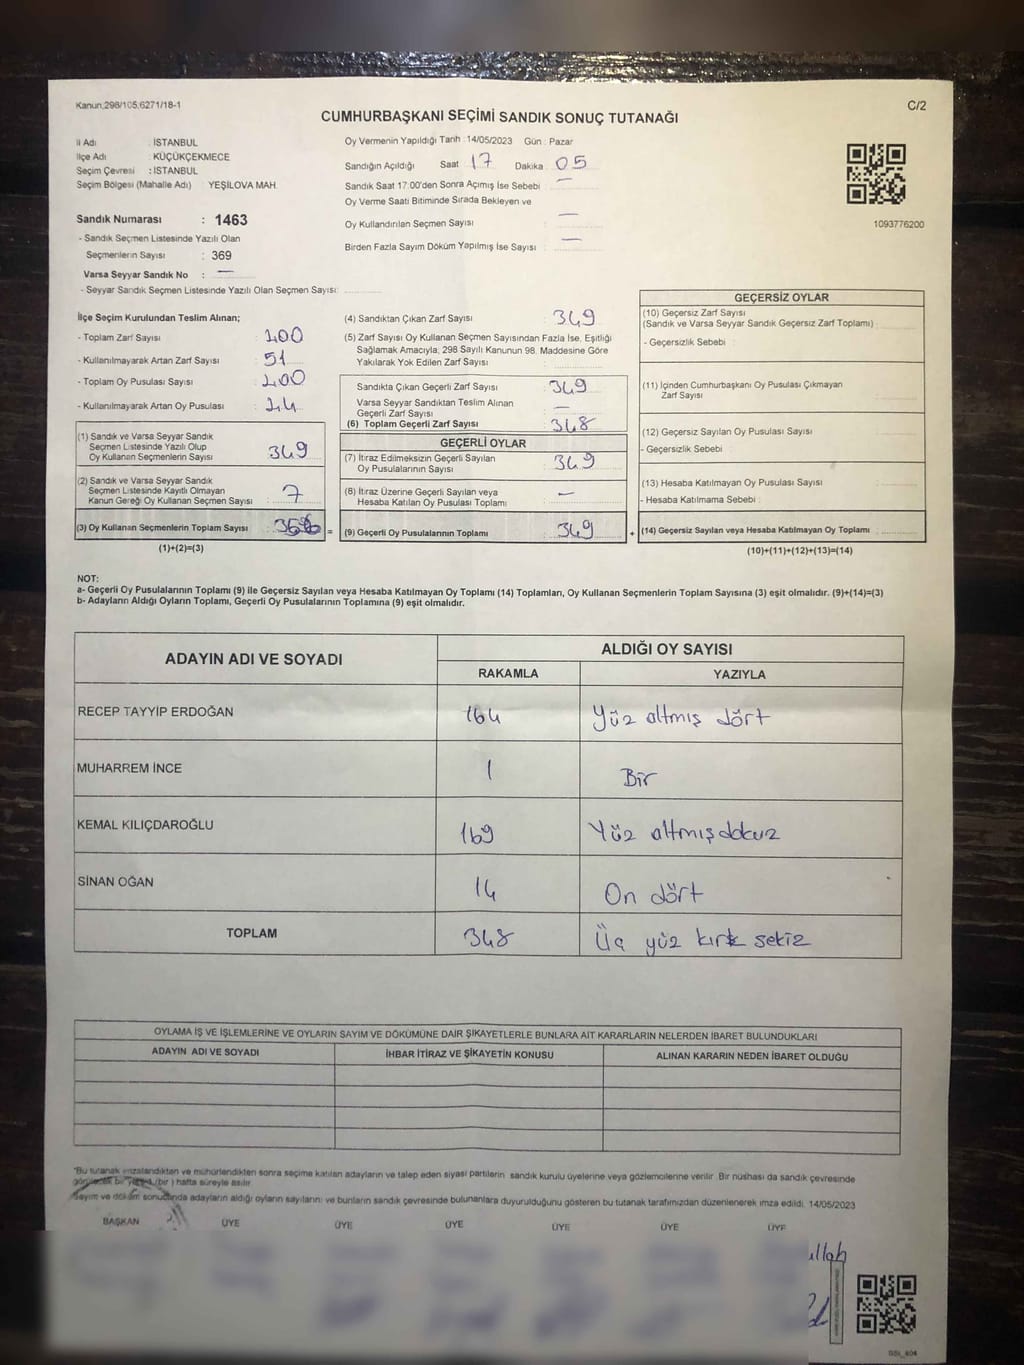 Kanun;298/105;6271/18-1
C/2
CUMHURBAŞKANI SEÇİMİ SANDIK SONUÇ TUTANAĞI
İl Adı : İSTANBUL
İlçe Adı : KÜÇÜKÇEKMECE
Seçim Çevresi : İSTANBUL
Seçim Bölgesi (Mahalle Adı) : YEŞİLOVA MAH.
Sandık Numarası : 1463
- Sandık Seçmen Listesinde Yazılı Olan
Seçmenlerin Sayısı : 369
Varsa Seyyar Sandık No : —
- Seyyar Sandık Seçmen Listesinde Yazılı Olan Seçmen Sayısı:
Oy Vermenin Yapıldığı Tarih : 14/05/2023 Gün : Pazar
Sandığın Açıldığı Saat 17 Dakika 05
Sandık Saat 17:00'den Sonra Açımış İse Sebebi : —
Oy Verme Saati Bitiminde Sırada Bekleyen ve
Oy Kullandırılan Seçmen Sayısı : —
Birden Fazla Sayım Döküm Yapılmış İse Sayısı : —
1093776200
İlçe Seçim Kurulundan Teslim Alınan;
- Toplam Zarf Sayısı : 400
- Kullanılmayarak Artan Zarf Sayısı : 51
- Toplam Oy Pusulası Sayısı : 400
- Kullanılmayarak Artan Oy Pusulası :
(1) Sandık ve Varsa Seyyar Sandık
Seçmen Listesinde Yazılı Olup
Oy Kullanan Seçmenlerin Sayısı : 349
(2) Sandık ve Varsa Seyyar Sandık
Seçmen Listesinde Kayıtlı Olmayan
Kanun Gereği Oy Kullanan Seçmen Sayısı : 7
(3) Oy Kullanan Seçmenlerin Toplam Sayısı : =
(1)+(2)=(3)
(4) Sandıktan Çıkan Zarf Sayısı : 349
(5) Zarf Sayısı Oy Kullanan Seçmen Sayısından Fazla İse, Eşitliği
Sağlamak Amacıyla, 298 Sayılı Kanunun 98. Maddesine Göre
Yakılarak Yok Edilen Zarf Sayısı :
Sandıkta Çıkan Geçerli Zarf Sayısı : 349
Varsa Seyyar Sandıktan Teslim Alınan
Geçerli Zarf Sayısı : —
(6) Toplam Geçerli Zarf Sayısı : 348
GEÇERLİ OYLAR
(7) İtiraz Edilmeksizin Geçerli Sayılan
Oy Pusulalarının Sayısı : 349
(8) İtiraz Üzerine Geçerli Sayılan veya
Hesaba Katılan Oy Pusulası Toplamı : —
(9) Geçerli Oy Pusulalarının Toplamı : 349 +
GEÇERSİZ OYLAR
(10) Geçersiz Zarf Sayısı
(Sandık ve Varsa Seyyar Sandık Geçersiz Zarf Toplamı) :
- Geçersizlik Sebebi :
(11) İçinden Cumhurbaşkanı Oy Pusulası Çıkmayan
Zarf Sayısı :
(12) Geçersiz Sayılan Oy Pusulası Sayısı :
- Geçersizlik Sebebi :
(13) Hesaba Katılmayan Oy Pusulası Sayısı :
- Hesaba Katılmama Sebebi :
(14) Geçersiz Sayılan veya Hesaba Katılmayan Oy Toplamı :
(10)+(11)+(12)+(13)=(14)
NOT:
a- Geçerli Oy Pusulalarının Toplamı (9) ile Geçersiz Sayılan veya Hesaba Katılmayan Oy Toplamı (14) Toplamları, Oy Kullanan Seçmenlerin Toplam Sayısına (3) eşit olmalıdır. (9)+(14)=(3)
b- Adayların Aldığı Oyların Toplamı, Geçerli Oy Pusulalarının Toplamına (9) eşit olmalıdır.
ADAYIN ADI VE SOYADI
ALDIĞI OY SAYISI
RAKAMLA YAZIYLA
RECEP TAYYİP ERDOĞAN 164 Yüz altmış dört
MUHARREM İNCE 1 Bir
KEMAL KILIÇDAROĞLU 169 Yüz altmışdokuz
SİNAN OĞAN 14 On dört
TOPLAM 348 Üç yüz kırk sekiz
OYLAMA İŞ VE İŞLEMLERİNE VE OYLARIN SAYIM VE DÖKÜMÜNE DAİR ŞİKAYETLERLE BUNLARA AİT KARARLARIN NELERDEN İBARET BULUNDUKLARI
ADAYIN ADI VE SOYADI İHBAR İTİRAZ VE ŞİKAYETİN KONUSU ALINAN KARARIN NEDEN İBARET OLDUĞU
*Bu tutanak imzalandıktan ve mühürlendikten sonra seçime katılan adayların ve talep eden siyasi partilerin sandık kurulu üyelerine veya gözlemcilerine verilir. Bir nüshası da sandık çevresinde
görülecek bir yere 1 (bir ) hafta süreyle asılır.
Sayım ve döküm sonucunda adayların aldığı oyların sayılarını ve bunların sandık çevresinde bulunanlara duyurulduğunu gösteren bu tutanak tarafımızdan düzenlenerek imza edildi. 14/05/2023
BAŞKAN ÜYE ÜYE ÜYE ÜYE ÜYE ÜYE